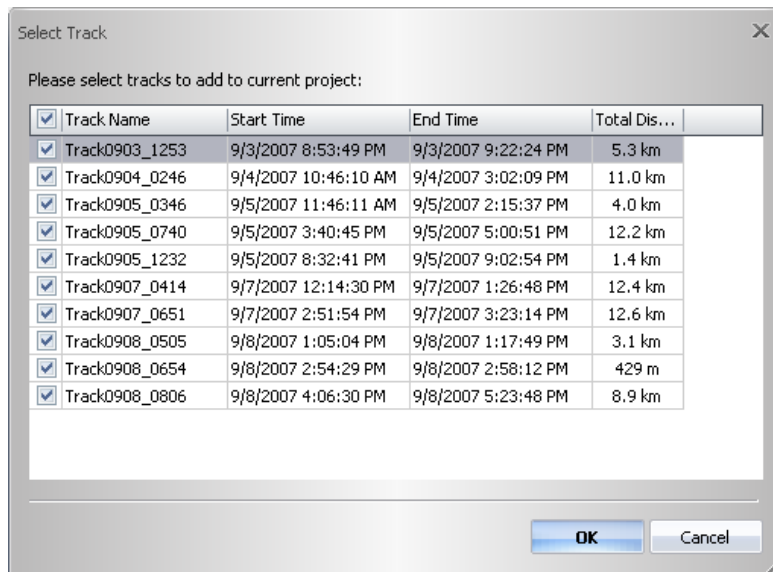 Select Track
Please select tracks to add to current project:
Track Name Start Time End Time Total Dis...
Track0903_1253 9/3/2007 8:53:49 PM 9/3/2007 9:22:24 PM 5.3 km
Track0904_0246 9/4/2007 10:46:10 AM 9/4/2007 3:02:09 PM 11.0 km
Track0905_0346 9/5/2007 11:46:11 AM 9/5/2007 2:15:37 PM 4.0 km
Track0905_0740 9/5/2007 3:40:45 PM 9/5/2007 5:00:51 PM 12.2 km
Track0905_1232 9/5/2007 8:32:41 PM 9/5/2007 9:02:54 PM 1.4 km
Track0907_0414 9/7/2007 12:14:30 PM 9/7/2007 1:26:48 PM 12.4 km
Track0907_0651 9/7/2007 2:51:54 PM 9/7/2007 3:23:14 PM 12.6 km
Track0908_0505 9/8/2007 1:05:04 PM 9/8/2007 1:17:49 PM 3.1 km
Track0908_0654 9/8/2007 2:54:29 PM 9/8/2007 2:58:12 PM 429 m
Track0908_0806 9/8/2007 4:06:30 PM 9/8/2007 5:23:48 PM 8.9 km
OK Cancel